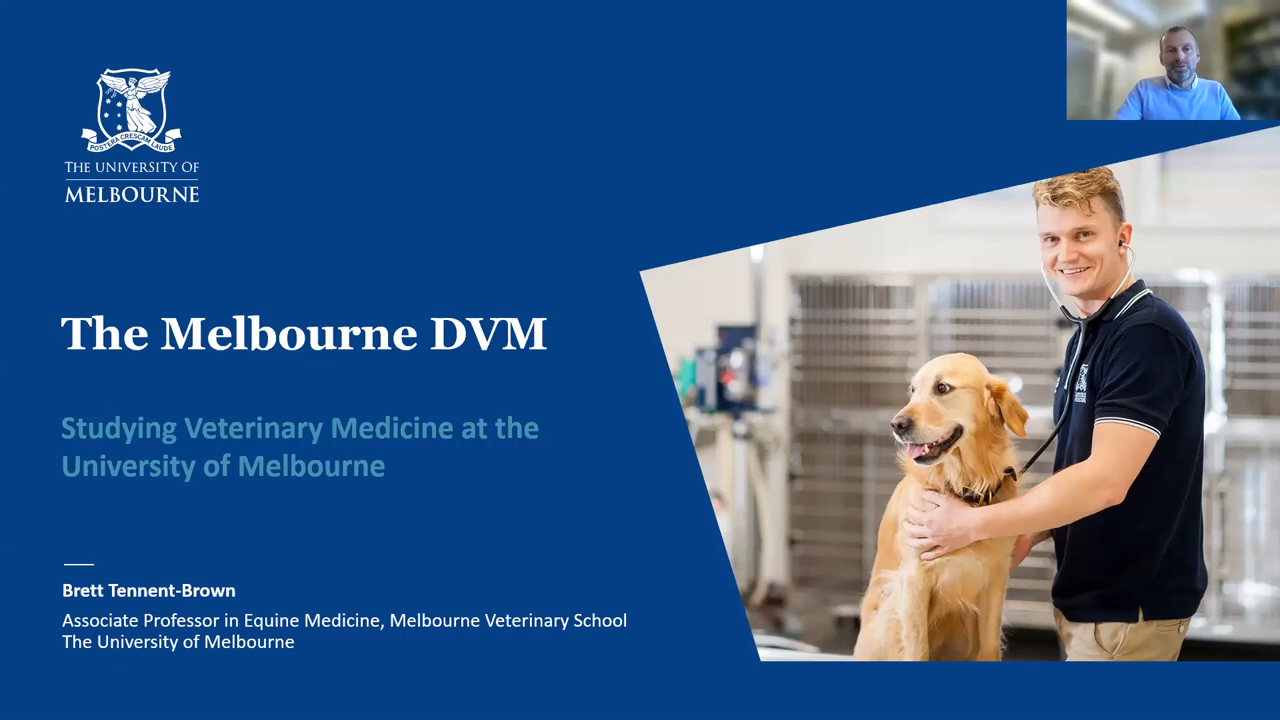 POSTERA CRESCAM LAUDE
THE UNIVERSITY OF
MELBOURNE
The Melbourne DVM
Studying Veterinary Medicine at the
University of Melbourne
Brett Tennent-Brown
Associate Professor in Equine Medicine, Melbourne Veterinary School
The University of Melbourne